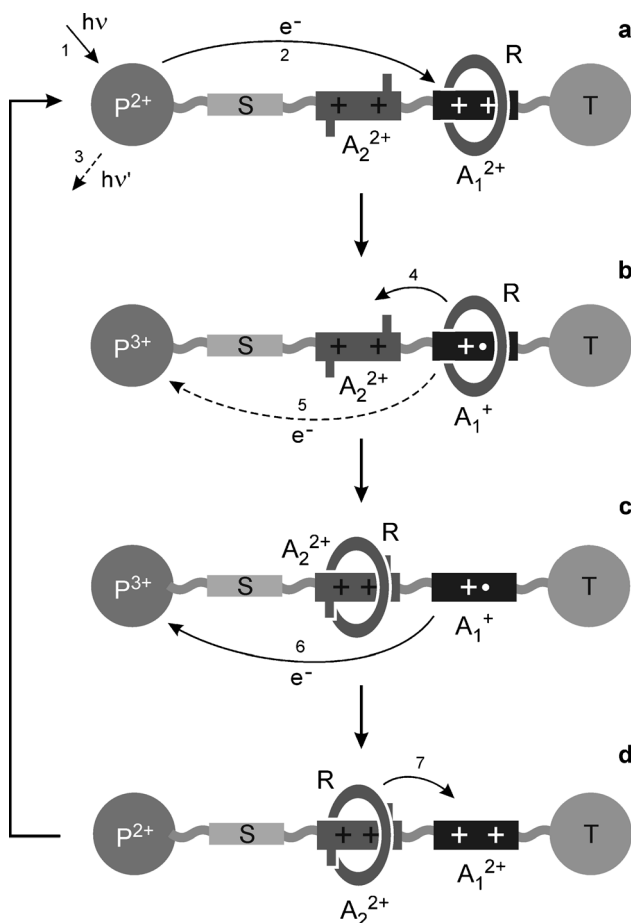 hν e⁻ a
1 2 R
P²⁺ S + + + + T
3 A₂²⁺ A₁²⁺
hν'
b
4 R
P³⁺ S + + + • T
A₂²⁺ A₁⁺
5
e⁻
c
A₂²⁺ R
P³⁺ S + + + • T
A₁⁺
6
e⁻
d
R 7
P²⁺ S + + + + T
A₂²⁺ A₁²⁺